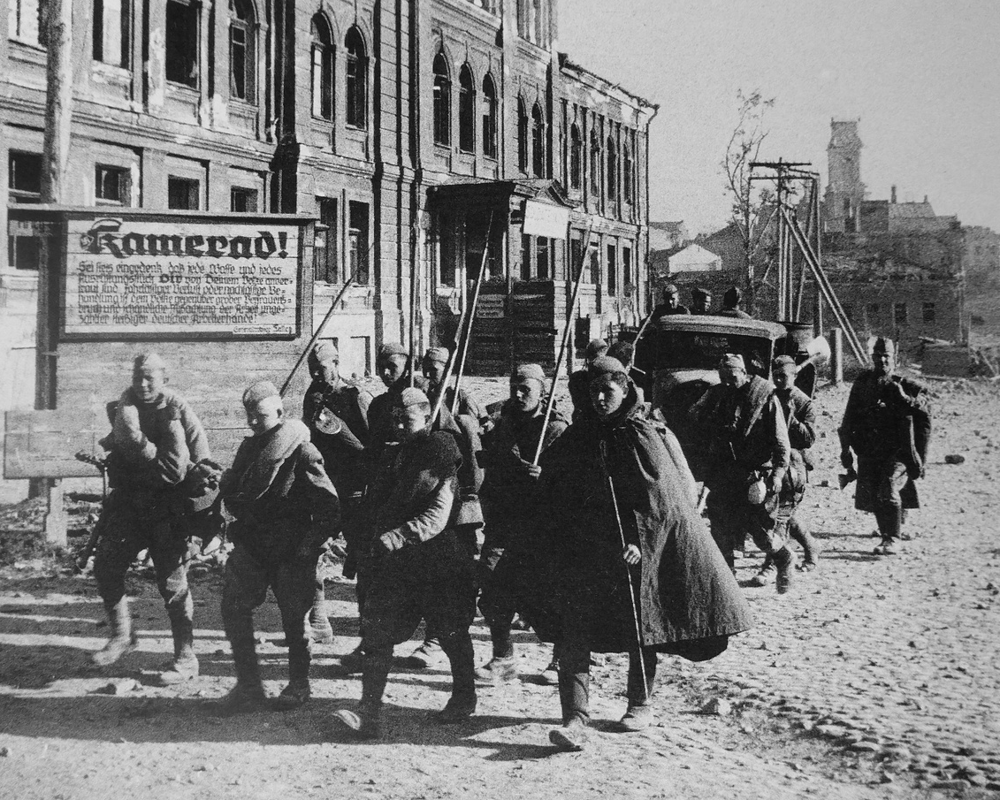 Kamerad!
Sei stets eingedenk, daß jede Waffe und jedes
Ausrüstungsstück Dir von Deinem Volke anver-
traut sind. Fahrlässiger Verlust oder nachlässige Be-
handlung ist dem Volke gegenüber grober Vertrauens-
bruch und schändliche Mißachtung der Arbeit unge-
zählter fleißiger deutscher Arbeiterhände!